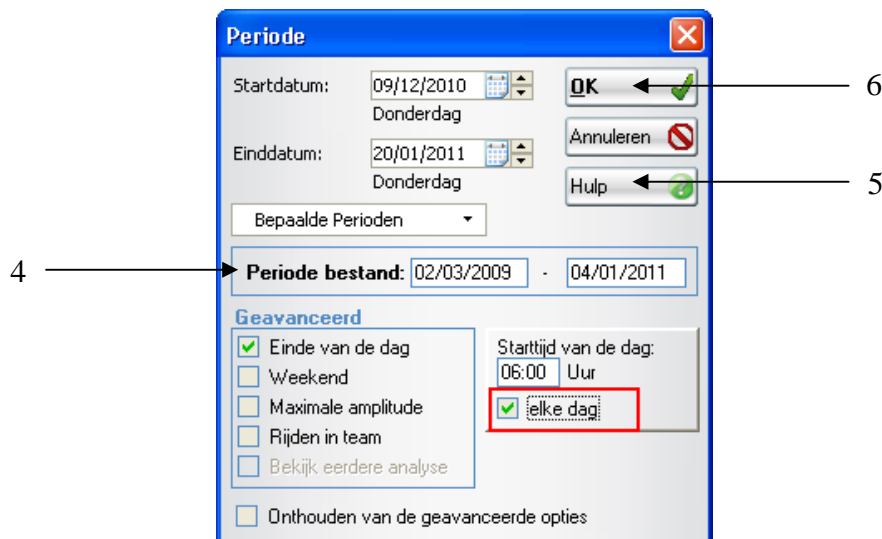 Periode
Startdatum: 09/12/2010 OK 6
Donderdag
Annuleren
Einddatum: 20/01/2011
Donderdag Hulp 5
Bepaalde Perioden
4 Periode bestand: 02/03/2009 - 04/01/2011
Geavanceerd
Einde van de dag Starttijd van de dag:
Weekend 06:00 Uur
Maximale amplitude elke dag
Rijden in team
Bekijk eerdere analyse
Onthouden van de geavanceerde opties